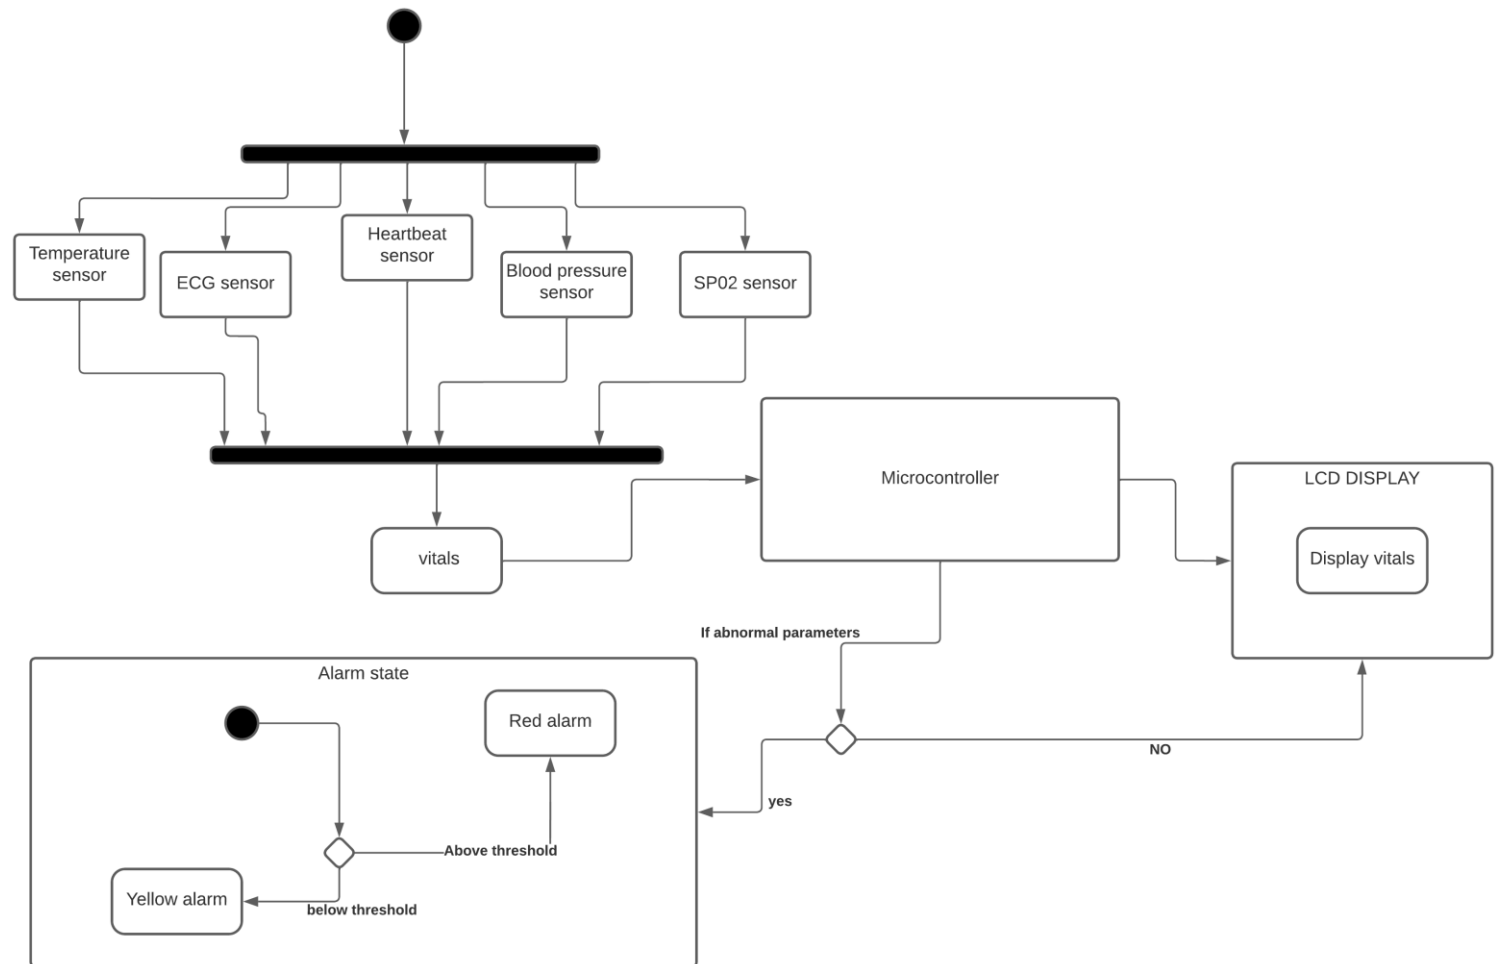 Temperature
sensor
ECG sensor
Heartbeat
sensor
Blood pressure
sensor
SP02 sensor
Microcontroller
LCD DISPLAY
Display vitals
vitals
If abnormal parameters
NO
yes
Alarm state
Red alarm
Above threshold
Yellow alarm
below threshold